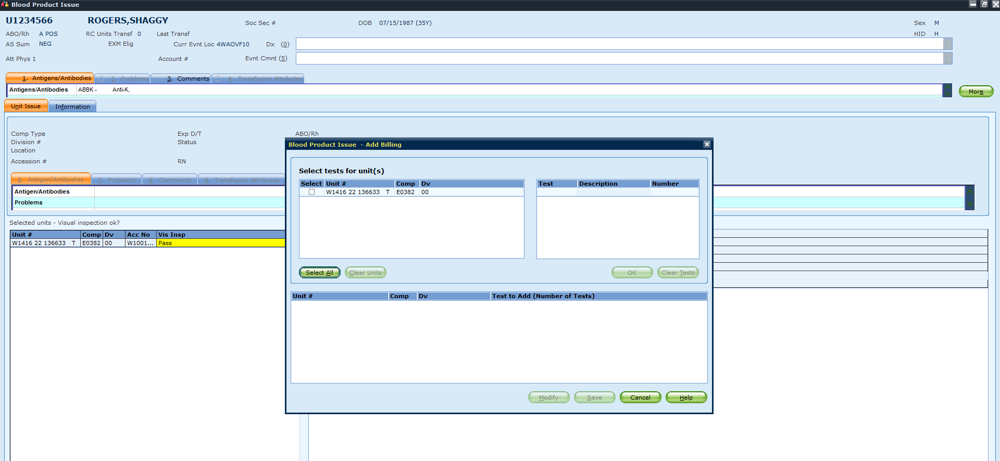 Blood Product Issue
U1234566 ROGERS,SHAGGY Soc Sec # DOB 07/15/1987 (35Y) Sex M
ABO/Rh A POS RC Units Transf 0 Last Transf HID H
AS Sum NEG EXM Elig Curr Evnt Loc 4WAOVF10 Dx (0)
Att Phys 1 Account # Evnt Cmnt (5)
1. Antigens/Antibodies 2. Problems 3. Comments 4. Transfusion Attributes
Antigens/Antibodies ABBK - Anti-K,
More
Unit Issue Information
Comp Type Exp D/T ABO/Rh
Division # Status
Location
Accession # RN
6. Antigen/Antibodies 7. Problems 8. Comments 9. Transfusion Attributes
Antigen/Antibodies
Problems
Selected units - Visual inspection ok?
Unit # Comp Dv Acc No Vis Insp
W1416 22 136633 T E0382 00 W1001... Pass
Blood Product Issue - Add Billing
Select tests for unit(s)
Select Unit # Comp Dv
W1416 22 136633 T E0382 00
Test Description Number
Select All Clear Units OK Clear Tests
Unit # Comp Dv Test to Add (Number of Tests)
Modify Save Cancel Help